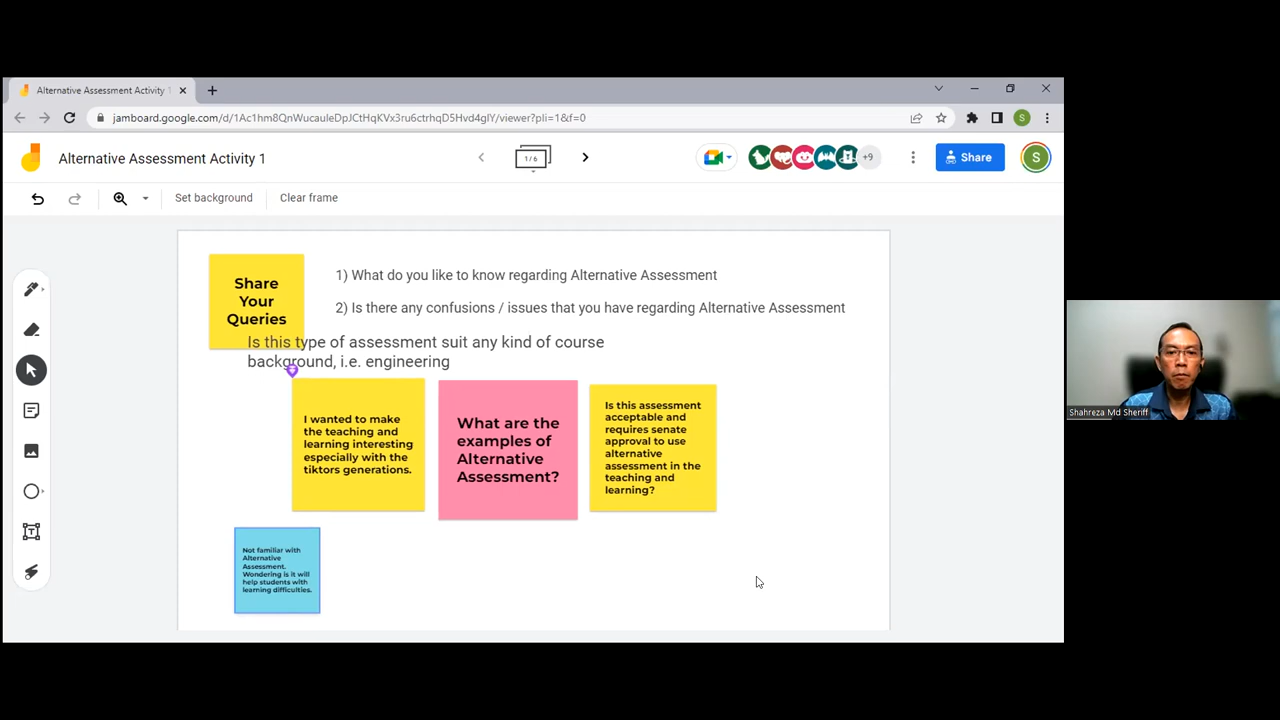 Alternative Assessment Activity 1
jamboard.google.com/d/1Ac1hm8QnWucauleDpJCtHqKVx3ru6ctrhqD5Hvd4gIY/viewer?pli=1&f=0
S
Alternative Assessment Activity 1
1/6
+9
Share
S
Set background
Clear frame
Share
Your
Queries
1) What do you like to know regarding Alternative Assessment
2) Is there any confusions / issues that you have regarding Alternative Assessment
Is this type of assessment suit any kind of course
background, i.e. engineering
I wanted to make
the teaching and
learning interesting
especially with the
tiktors generations.
What are the
examples of
Alternative
Assessment?
Is this assessment
acceptable and
requires senate
approval to use
alternative
assessment in the
teaching and
learning?
Not familiar with
Alternative
Assessment.
Wondering is it will
help students with
learning difficulties.
Shahreza Md Sheriff